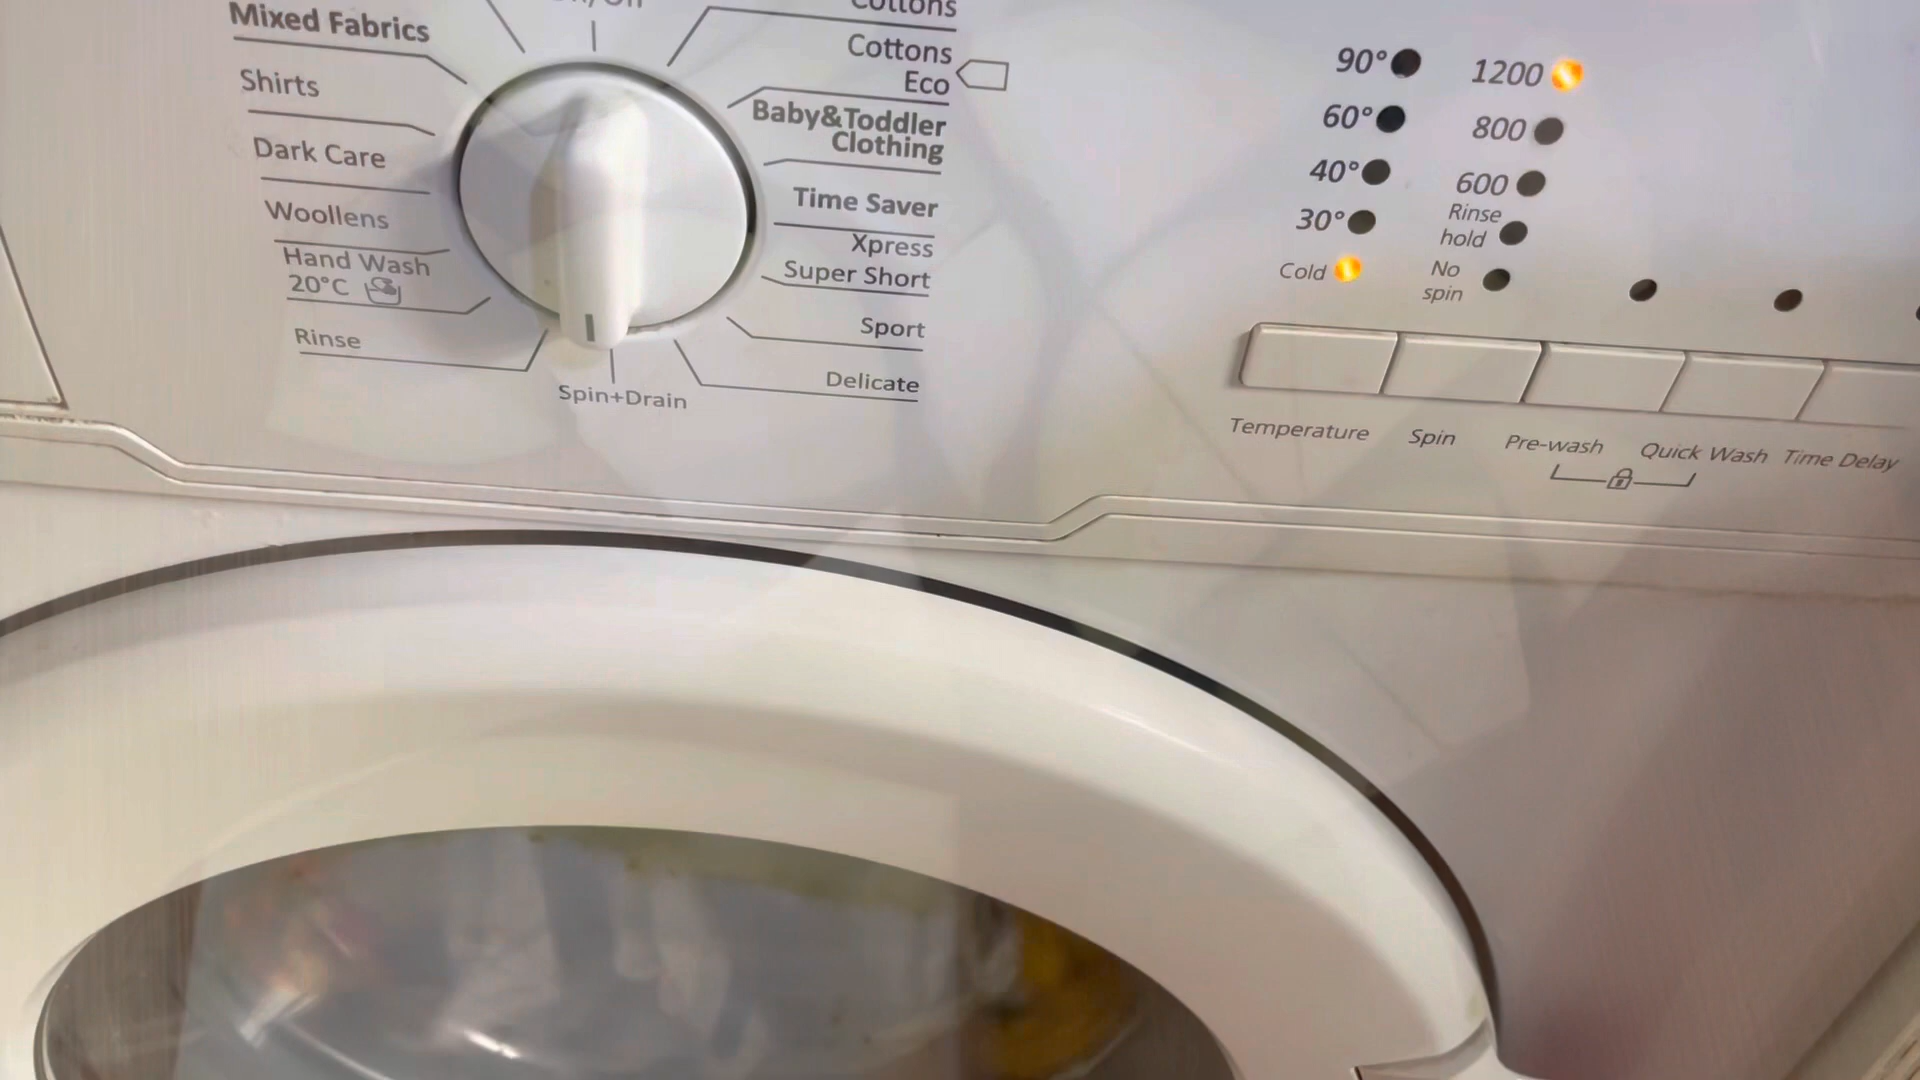 Mixed Fabrics
Shirts
Dark Care
Woollens
Hand Wash
20°C
Rinse
Spin+Drain
Cottons
Cottons
Eco
Baby&Toddler
Clothing
Time Saver
Xpress
Super Short
Sport
Delicate
90°
60°
40°
30°
Cold
1200
800
600
Rinse
hold
No
spin
Temperature
Spin
Pre-wash
Quick Wash
Time Delay